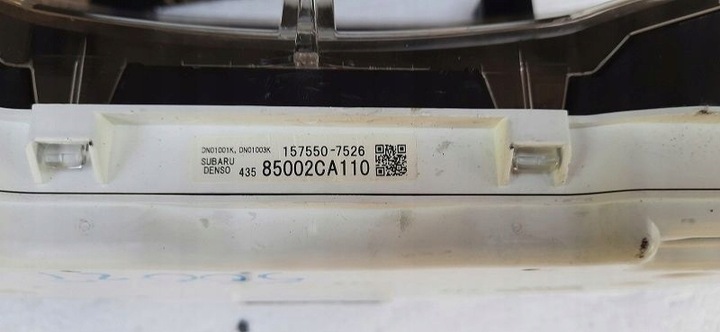 DN01001K, DN01003K 157550-7526
SUBARU
DENSO 435 85002CA110